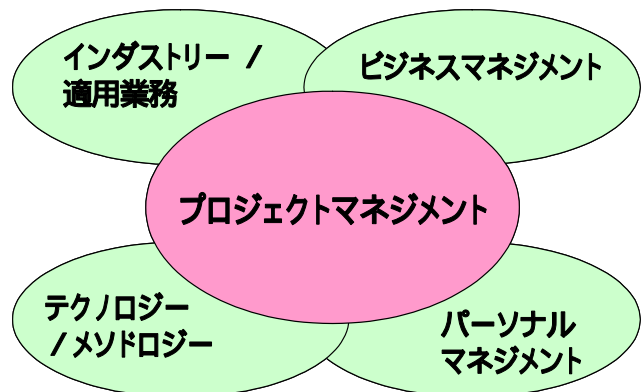 インダストリー /
適用業務
ビジネスマネジメント
プロジェクトマネジメント
テクノロジー
/メソドロジー
パーソナル
マネジメント